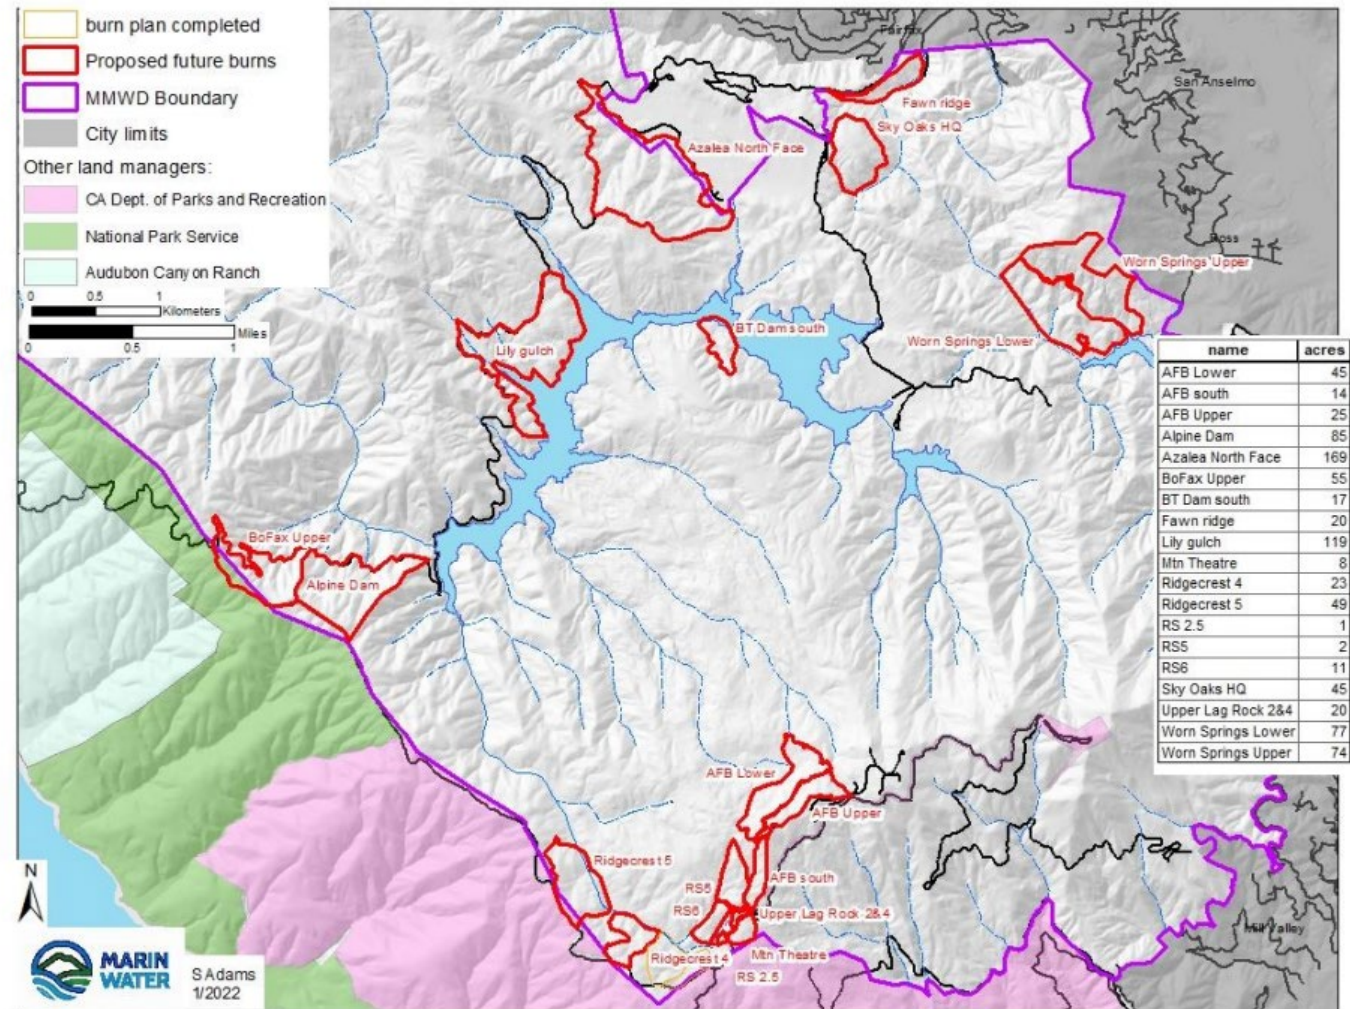 burn plan completed
Proposed future burns
MMWD Boundary
City limits
Other land managers:
CA Dept. of Parks and Recreation
National Park Service
Audubon Canyon Ranch
0 0.5 1
Kilometers
Miles
0 0.5 1
Fairfax
San Anselmo
Fawn ridge
Sky Oaks HQ
Azalea North Face
Ross
Worn Springs Upper
BT Dam south
Worn Springs Lower
Lily gulch
name acres
AFB Lower 45
AFB south 14
AFB Upper 25
Alpine Dam 85
Azalea North Face 169
BoFax Upper 55
BT Dam south 17
Fawn ridge 20
Lily gulch 119
Mtn Theatre 8
Ridgecrest 4 23
Ridgecrest 5 49
RS 2.5 1
RS5 2
RS6 11
Sky Oaks HQ 45
Upper Lag Rock 2&4 20
Worn Springs Lower 77
Worn Springs Upper 74
BoFax Upper
Alpine Dam
AFB Lower
AFB Upper
Ridgecrest 5
AFB south
RS5
RS6
Upper Lag Rock 2&4
Mill Valley
Ridgecrest 4
Mtn Theatre
RS 2.5
N
MARIN
WATER
S Adams
1/2022